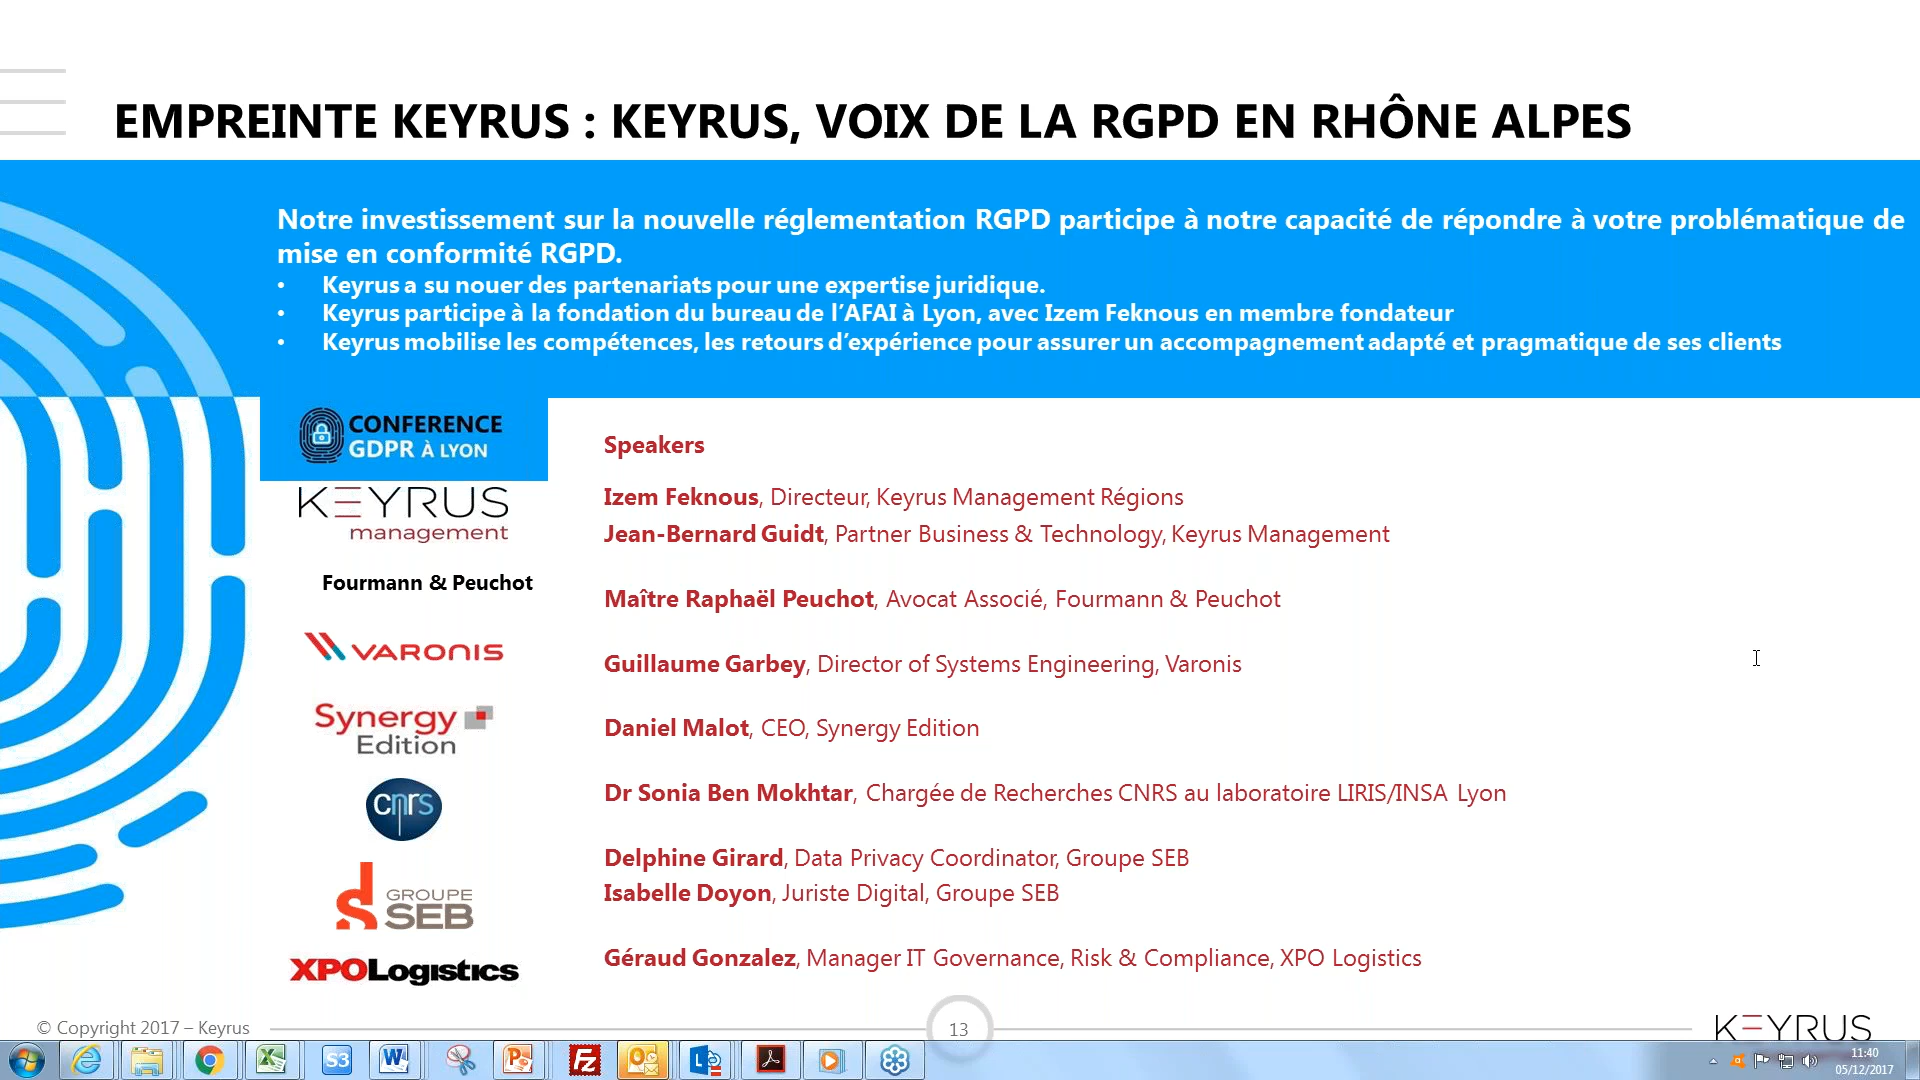 EMPREINTE KEYRUS : KEYRUS, VOIX DE LA RGPD EN RHÔNE ALPES
Notre investissement sur la nouvelle réglementation RGPD participe à notre capacité de répondre à votre problématique de
mise en conformité RGPD.
• Keyrus a su nouer des partenariats pour une expertise juridique.
• Keyrus participe à la fondation du bureau de l’AFAI à Lyon, avec Izem Feknous en membre fondateur
• Keyrus mobilise les compétences, les retours d’expérience pour assurer un accompagnement adapté et pragmatique de ses clients
CONFERENCE
GDPR À LYON
KEYRUS
management
Fourmann & Peuchot
VARONIS
Synergy
Edition
cnrs
GROUPE
SEB
XPOLogistics
Speakers
Izem Feknous, Directeur, Keyrus Management Régions
Jean-Bernard Guidt, Partner Business & Technology, Keyrus Management
Maître Raphaël Peuchot, Avocat Associé, Fourmann & Peuchot
Guillaume Garbey, Director of Systems Engineering, Varonis
Daniel Malot, CEO, Synergy Edition
Dr Sonia Ben Mokhtar, Chargée de Recherches CNRS au laboratoire LIRIS/INSA Lyon
Delphine Girard, Data Privacy Coordinator, Groupe SEB
Isabelle Doyon, Juriste Digital, Groupe SEB
Géraud Gonzalez, Manager IT Governance, Risk & Compliance, XPO Logistics
© Copyright 2017 – Keyrus
13
KEYRUS
S3
11:40
05/12/2017